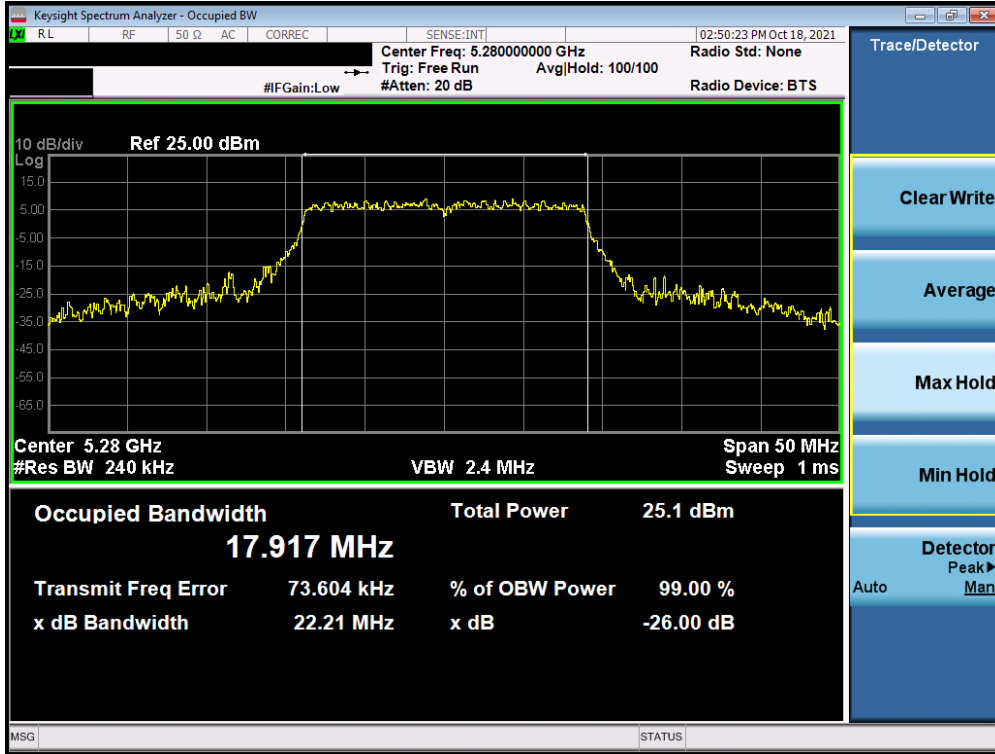 Keysight Spectrum Analyzer - Occupied BW
LXI RL RF 50 Ω AC CORREC SENSE:INT 02:50:23 PM Oct 18, 2021
Center Freq: 5.280000000 GHz Radio Std: None
Trig: Free Run Avg|Hold: 100/100
#IFGain:Low #Atten: 20 dB Radio Device: BTS
Trace/Detector
10 dB/div Ref 25.00 dBm
Log
15.0
5.00
-5.00
-15.0
-25.0
-35.0
-45.0
-55.0
-65.0
Center 5.28 GHz Span 50 MHz
#Res BW 240 kHz VBW 2.4 MHz Sweep 1 ms
Occupied Bandwidth Total Power 25.1 dBm
17.917 MHz
Transmit Freq Error 73.604 kHz % of OBW Power 99.00 %
x dB Bandwidth 22.21 MHz x dB -26.00 dB
Clear Write
Average
Max Hold
Min Hold
Detector
Peak▶
Auto Man
MSG STATUS